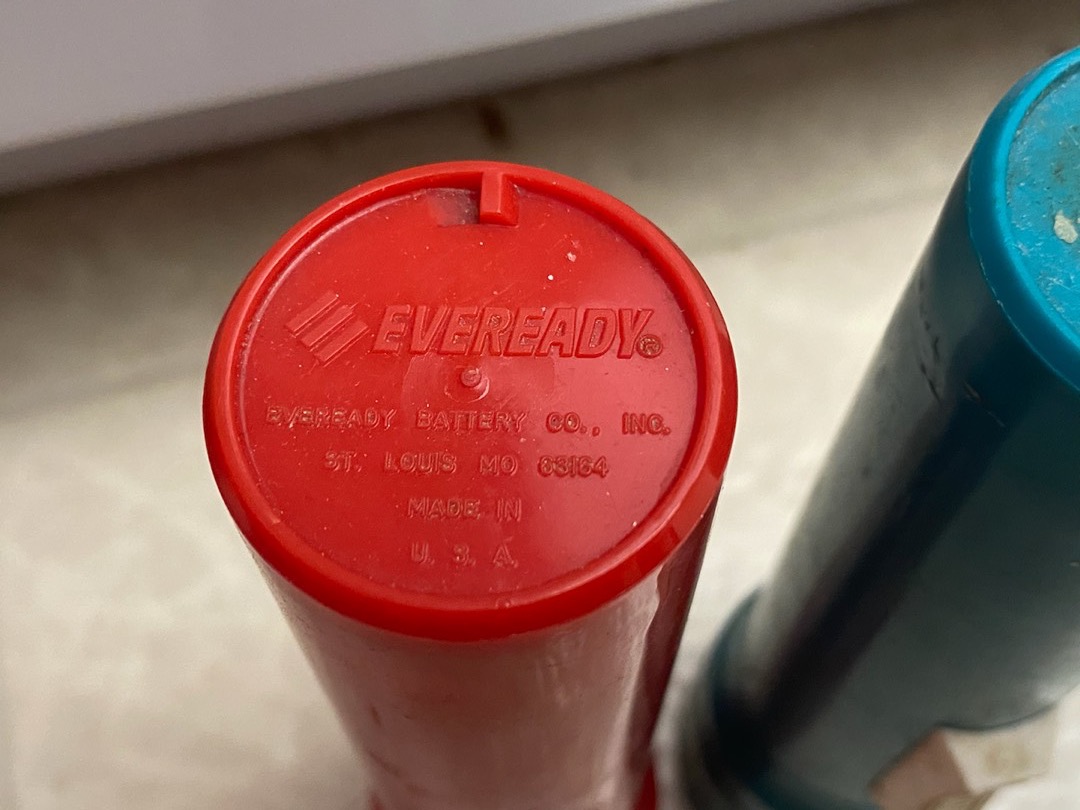 EVEREADY®
EVEREADY BATTERY CO., INC.
ST. LOUIS MO 63164
MADE IN
U. S. A.